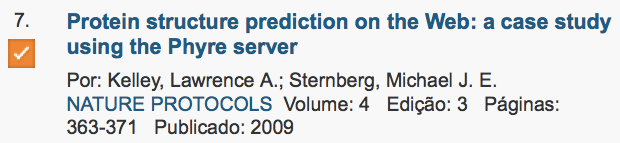 7. Protein structure prediction on the Web: a case study
using the Phyre server
Por: Kelley, Lawrence A.; Sternberg, Michael J. E.
NATURE PROTOCOLS Volume: 4 Edição: 3 Páginas:
363-371 Publicado: 2009